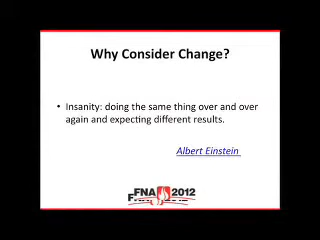 Why Consider Change?
• Insanity: doing the same thing over and over
again and expecting different results.
Albert Einstein
FNA 2012